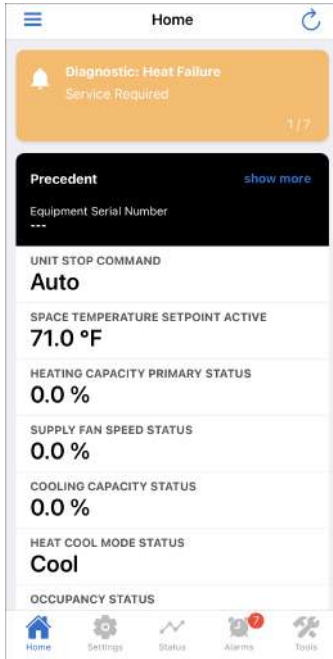 Home
Diagnostic: Heat Failure
Service Required
1/7
Precedent show more
Equipment Serial Number
---
UNIT STOP COMMAND
Auto
SPACE TEMPERATURE SETPOINT ACTIVE
71.0 °F
HEATING CAPACITY PRIMARY STATUS
0.0 %
SUPPLY FAN SPEED STATUS
0.0 %
COOLING CAPACITY STATUS
0.0 %
HEAT COOL MODE STATUS
Cool
OCCUPANCY STATUS
7
Home Settings Status Alarms Tools